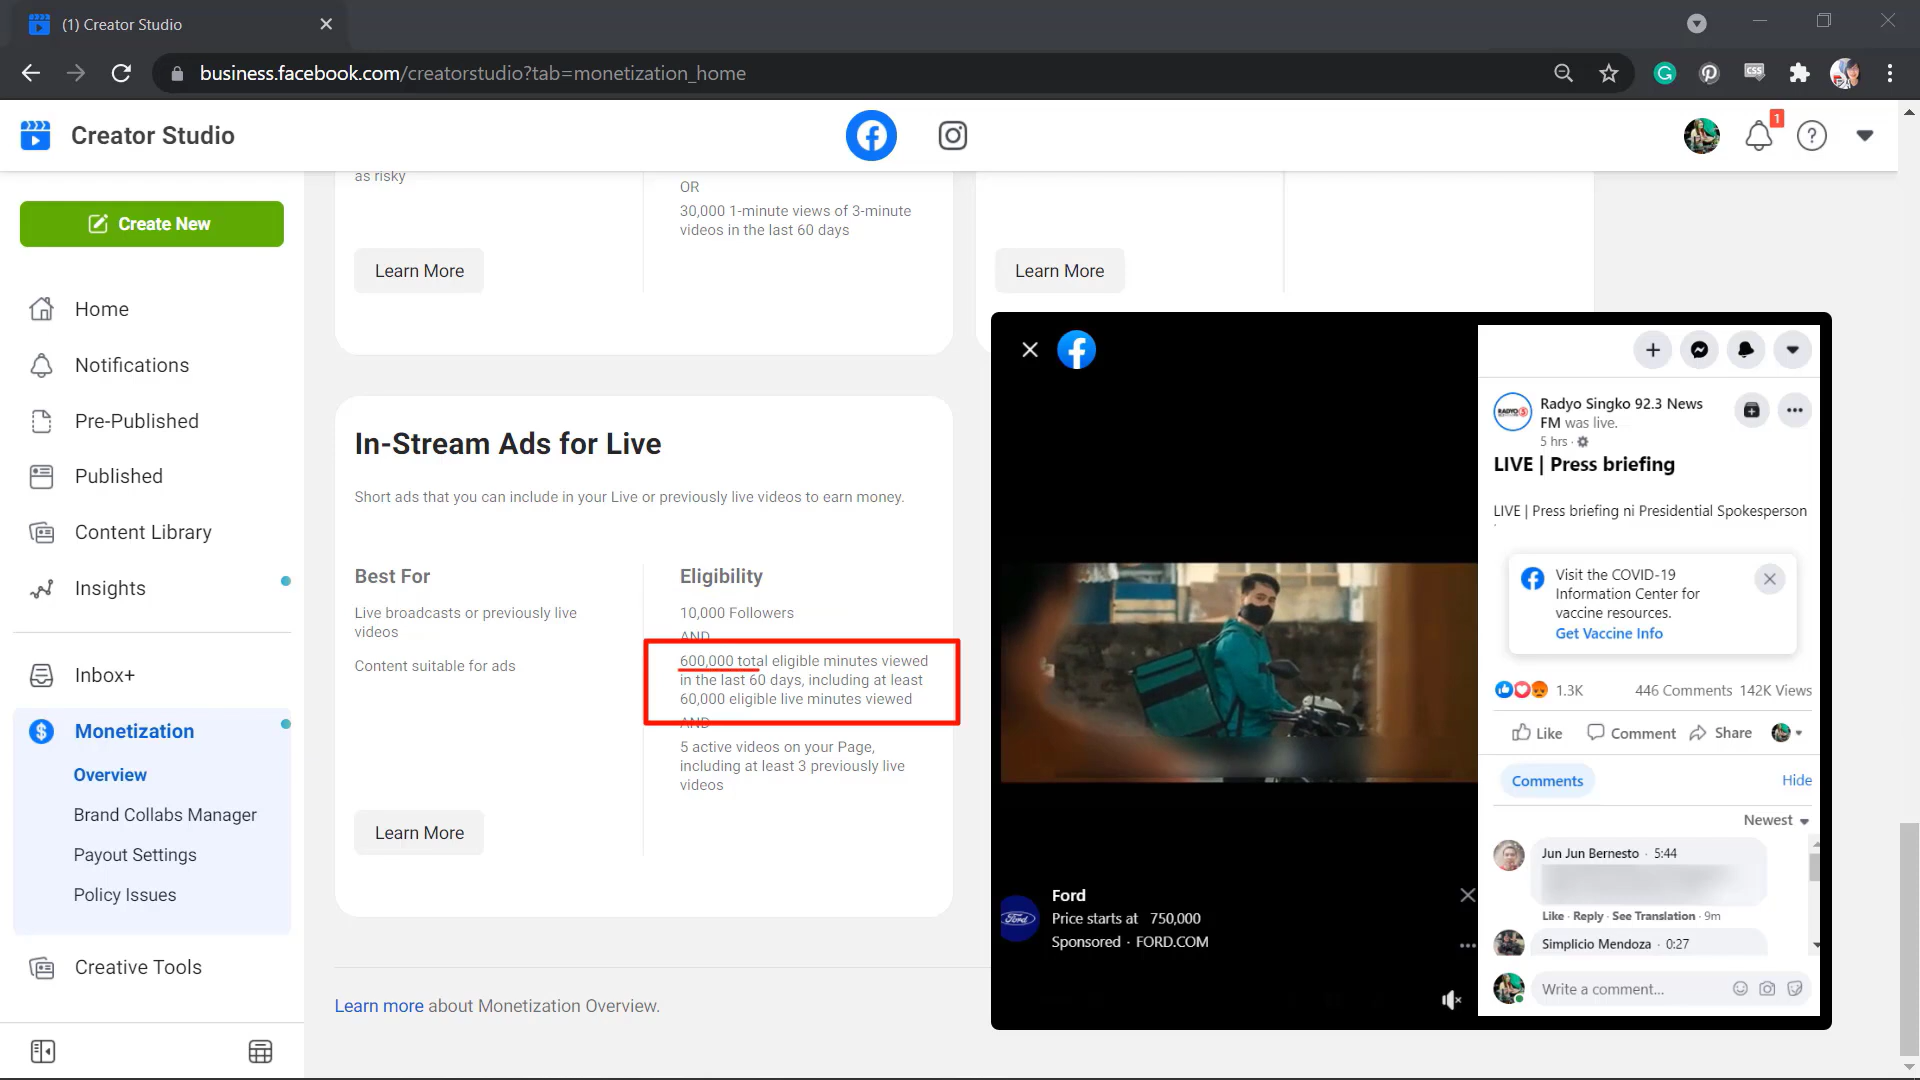 (1) Creator Studio
business.facebook.com/creatorstudio?tab=monetization_home
CSS
Creator Studio
1
Create New
Home
Notifications
Pre-Published
Published
Content Library
Insights
Inbox+
Monetization
Overview
Brand Collabs Manager
Payout Settings
Policy Issues
Creative Tools
as risky
OR
30,000 1-minute views of 3-minute
videos in the last 60 days
Learn More
Learn More
In-Stream Ads for Live
Short ads that you can include in your Live or previously live videos to earn money.
Best For
Live broadcasts or previously live
videos
Content suitable for ads
Eligibility
10,000 Followers
AND
600,000 total eligible minutes viewed
in the last 60 days, including at least
60,000 eligible live minutes viewed
AND
5 active videos on your Page,
including at least 3 previously live
videos
Learn More
Learn more about Monetization Overview.
Ford
Ford
Price starts at 750,000
Sponsored · FORD.COM
RADYO 5
Radyo Singko 92.3 News
FM was live.
5 hrs ·
LIVE | Press briefing
LIVE | Press briefing ni Presidential Spokesperson
Visit the COVID-19
Information Center for
vaccine resources.
Get Vaccine Info
1.3K
446 Comments 142K Views
Like Comment Share
Comments
Hide
Newest
Jun Jun Bernesto · 5:44
Like · Reply · See Translation · 9m
Simplicio Mendoza · 0:27
Write a comment...